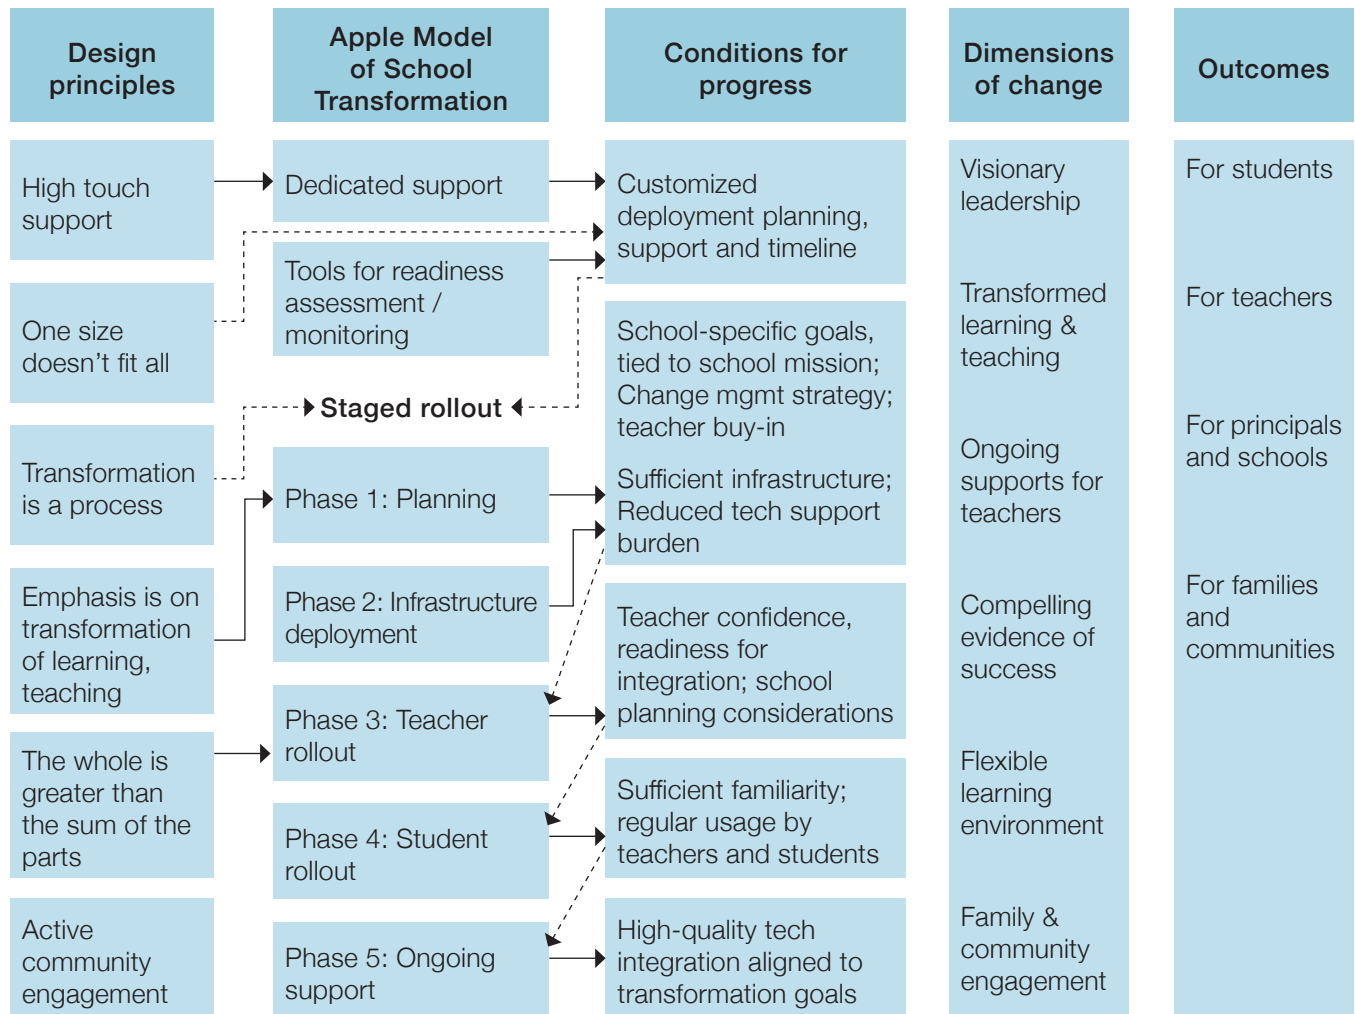 Design
principles
Apple Model
of School
Transformation
Conditions for
progress
Dimensions
of change
Outcomes
High touch
support
One size
doesn't fit all
Transformation
is a process
Emphasis is on
transformation
of learning,
teaching
The whole is
greater than
the sum of the
parts
Active
community
engagement
Dedicated support
Tools for readiness
assessment /
monitoring
Staged rollout
Phase 1: Planning
Phase 2: Infrastructure
deployment
Phase 3: Teacher
rollout
Phase 4: Student
rollout
Phase 5: Ongoing
support
Customized
deployment planning,
support and timeline
School-specific goals,
tied to school mission;
Change mgmt strategy;
teacher buy-in
Sufficient infrastructure;
Reduced tech support
burden
Teacher confidence,
readiness for
integration; school
planning considerations
Sufficient familiarity;
regular usage by
teachers and students
High-quality tech
integration aligned to
transformation goals
Visionary
leadership
Transformed
learning &
teaching
Ongoing
supports for
teachers
Compelling
evidence of
success
Flexible
learning
environment
Family &
community
engagement
For students
For teachers
For principals
and schools
For families
and
communities